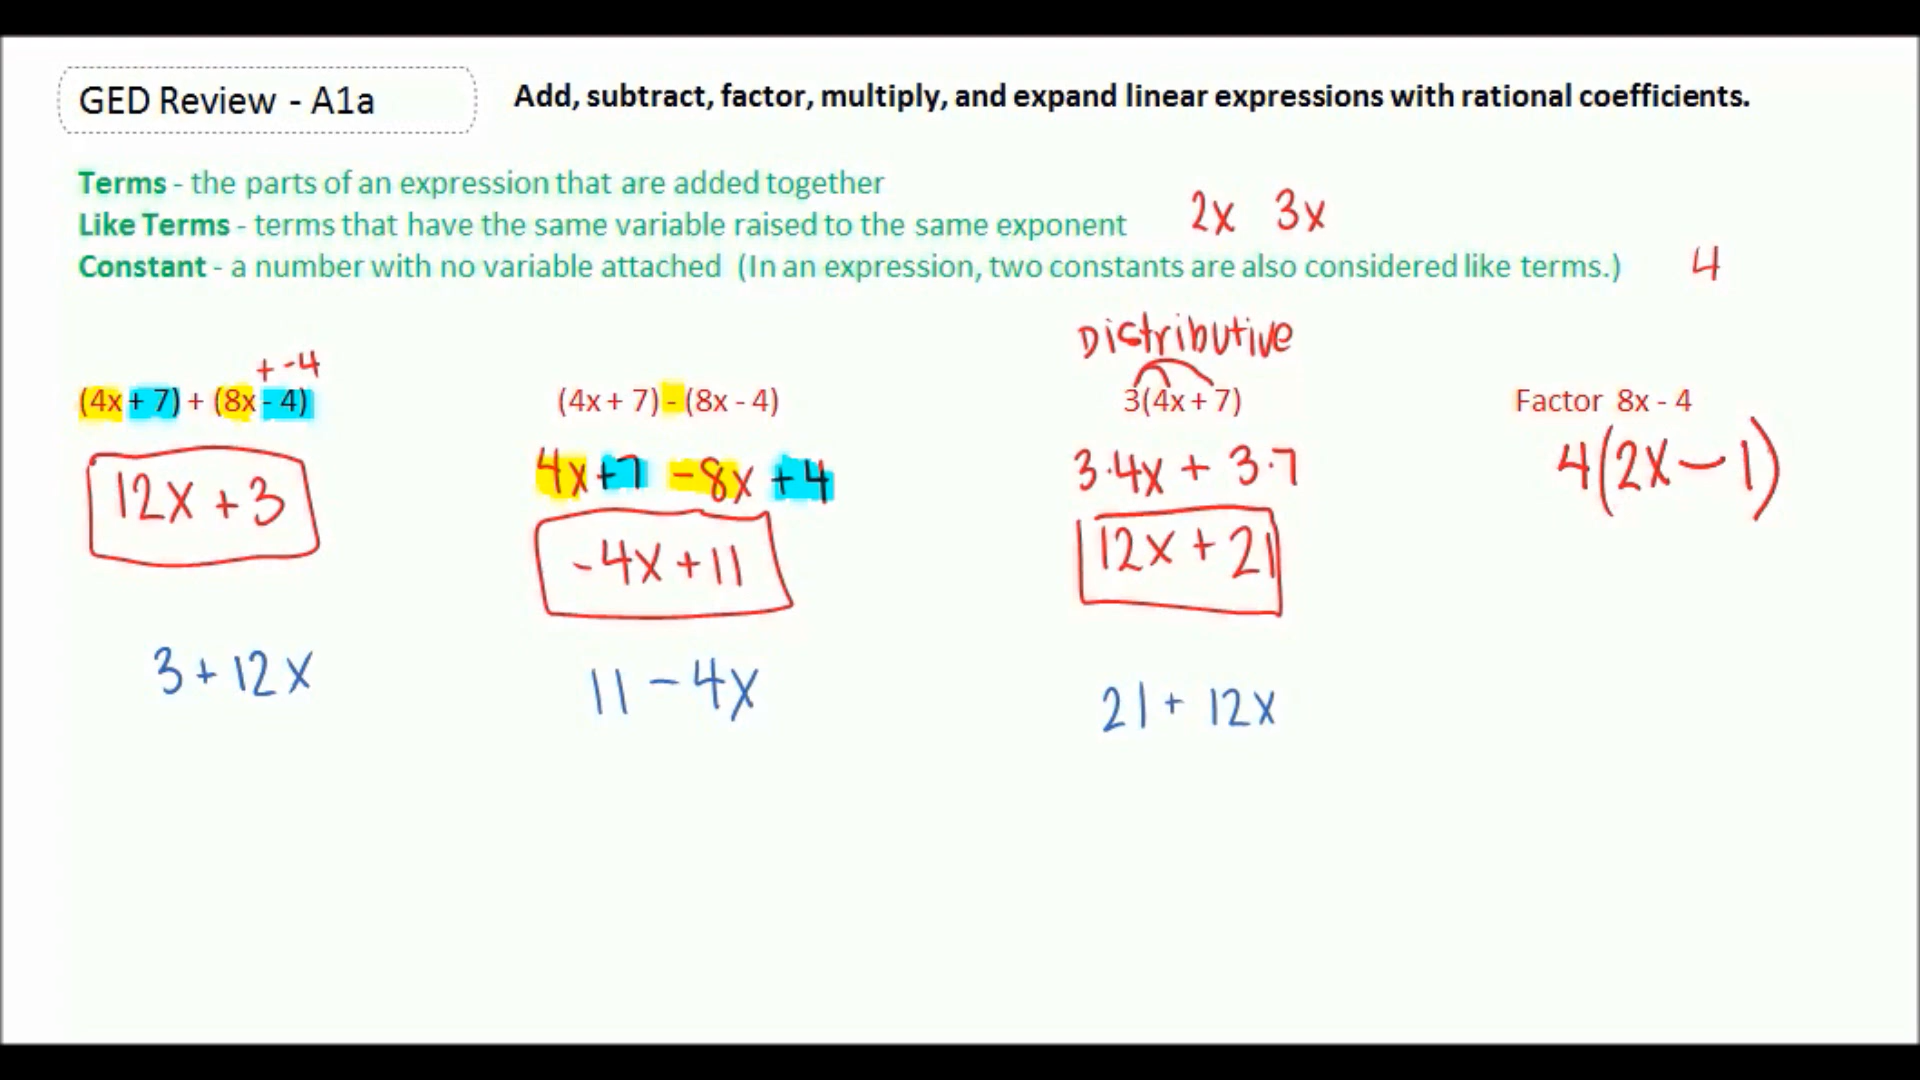 GED Review - A1a
Add, subtract, factor, multiply, and expand linear expressions with rational coefficients.
Terms - the parts of an expression that are added together
Like Terms - terms that have the same variable raised to the same exponent
2x 3x
Constant - a number with no variable attached (In an expression, two constants are also considered like terms.)
4
+ -4
(4x + 7) + (8x - 4)
12x + 3
3 + 12x
(4x + 7) - (8x - 4)
4x +7 -8x +4
-4x + 11
11 - 4x
Distributive
3(4x + 7)
3·4x + 3·7
12x + 21
21 + 12x
Factor 8x - 4
4(2x - 1)